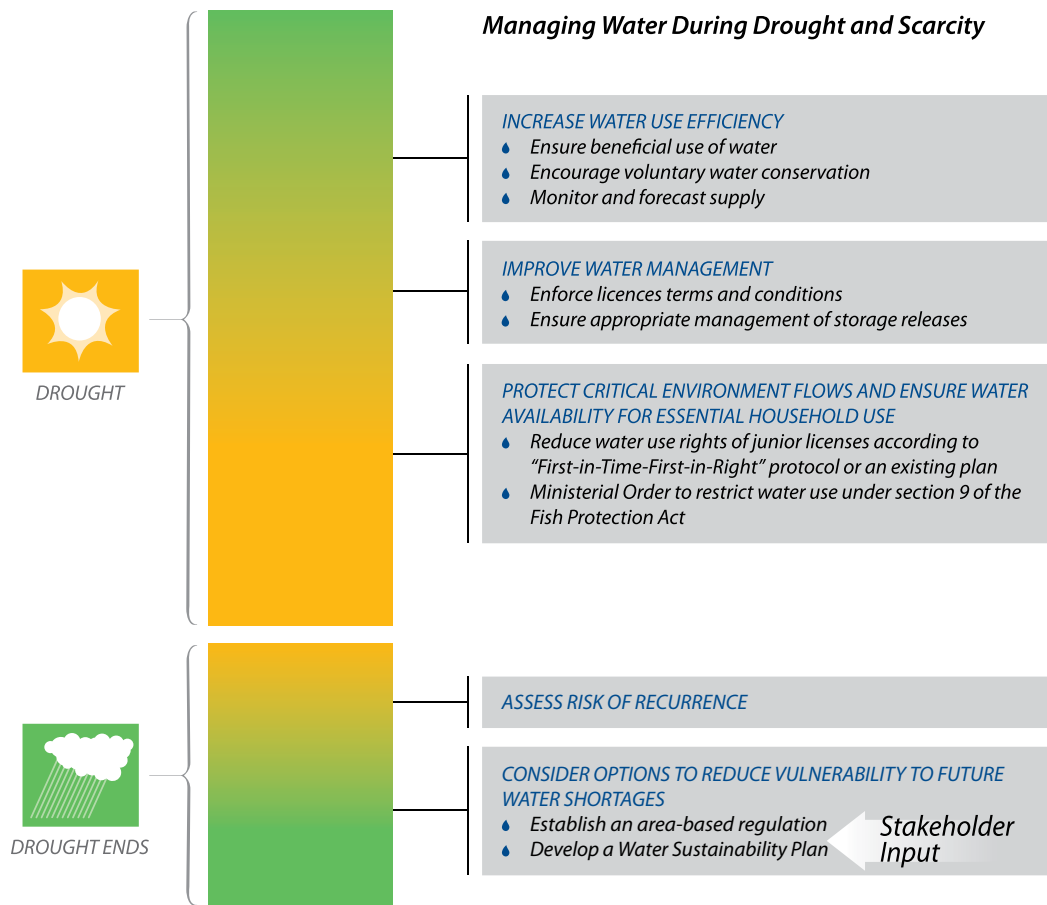 Managing Water During Drought and Scarcity
INCREASE WATER USE EFFICIENCY
Ensure beneficial use of water
Encourage voluntary water conservation
Monitor and forecast supply
IMPROVE WATER MANAGEMENT
Enforce licences terms and conditions
Ensure appropriate management of storage releases
DROUGHT
PROTECT CRITICAL ENVIRONMENT FLOWS AND ENSURE WATER
AVAILABILITY FOR ESSENTIAL HOUSEHOLD USE
Reduce water use rights of junior licenses according to
“First-in-Time-First-in-Right” protocol or an existing plan
Ministerial Order to restrict water use under section 9 of the
Fish Protection Act
ASSESS RISK OF RECURRENCE
DROUGHT ENDS
CONSIDER OPTIONS TO REDUCE VULNERABILITY TO FUTURE
WATER SHORTAGES
Establish an area-based regulation
Develop a Water Sustainability Plan
Stakeholder
Input